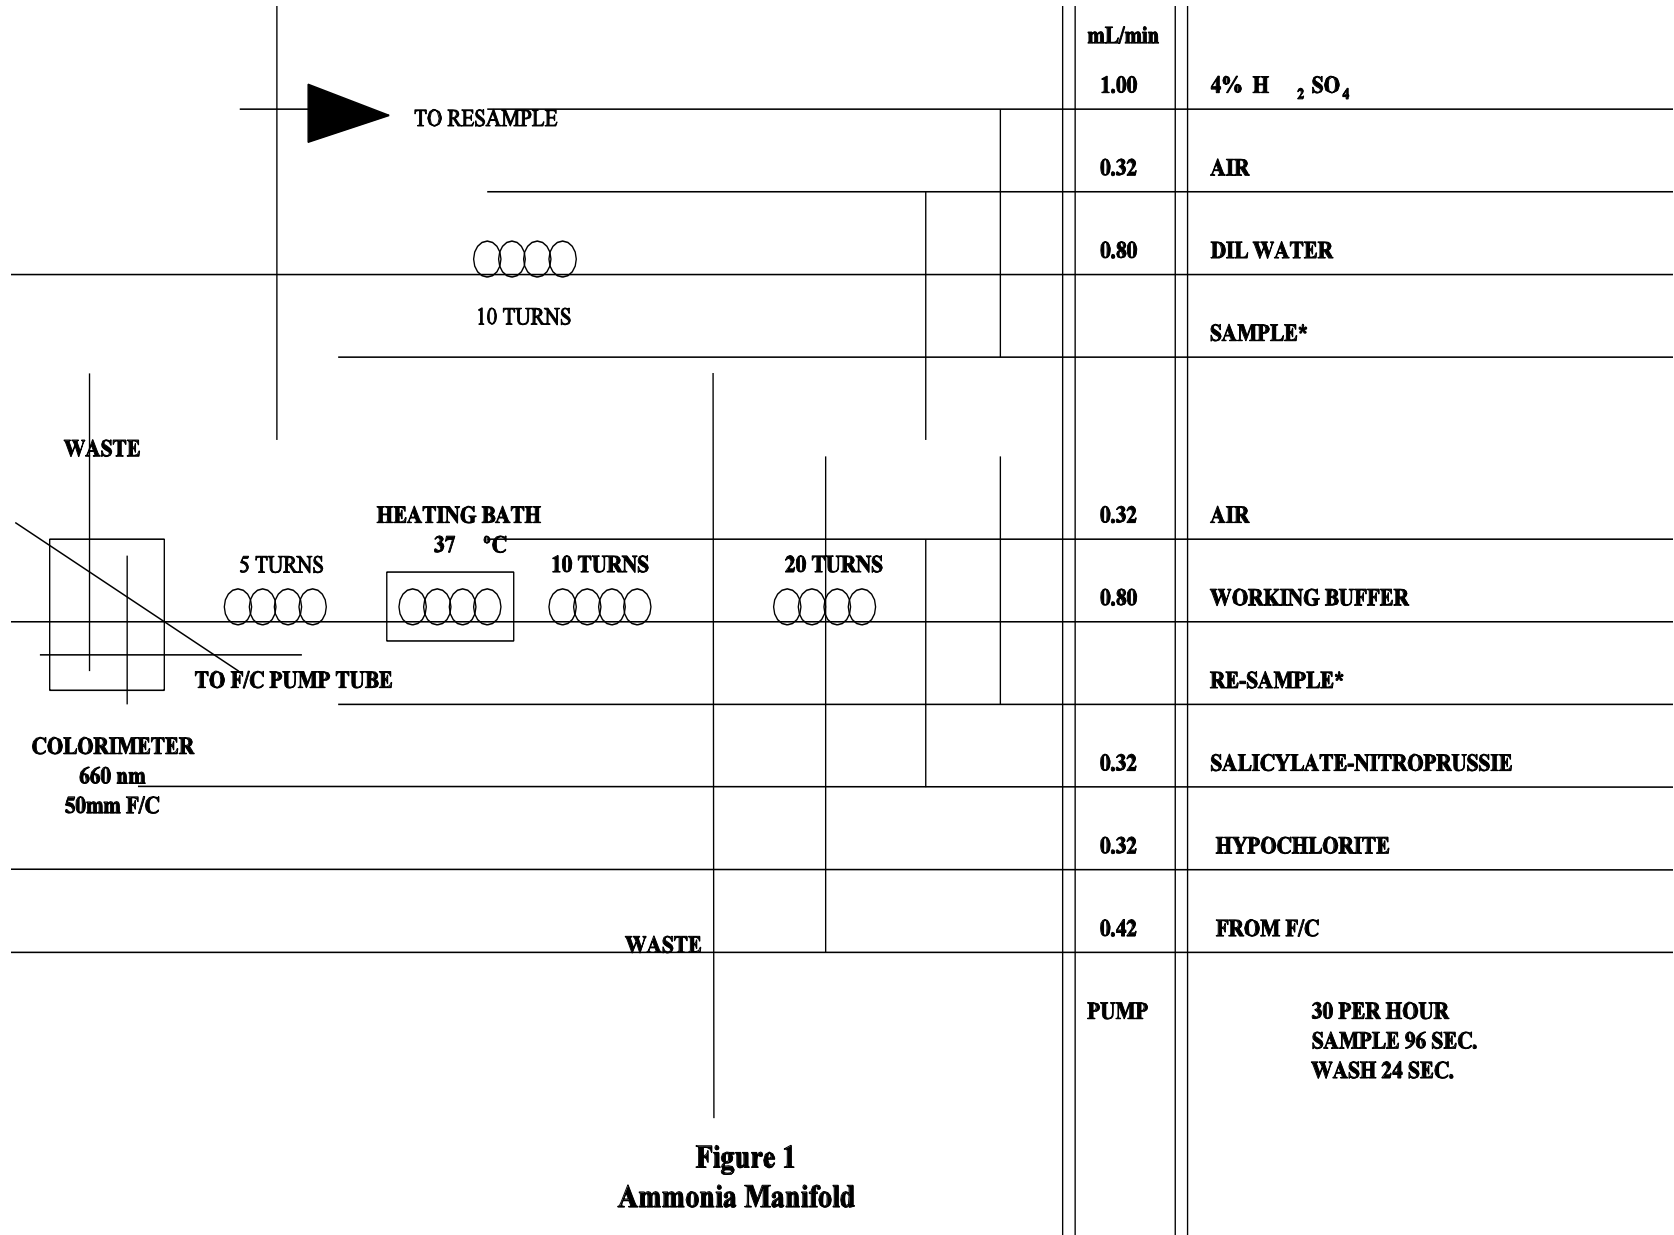 mL/min
1.00 4% H 2 SO4
TO RESAMPLE
0.32 AIR
0.80 DIL WATER
10 TURNS
SAMPLE*
WASTE
HEATING BATH
37 ºC
0.32 AIR
5 TURNS 10 TURNS 20 TURNS
0.80 WORKING BUFFER
TO F/C PUMP TUBE
RE-SAMPLE*
COLORIMETER
660 nm
50mm F/C
0.32 SALICYLATE-NITROPRUSSIE
0.32 HYPOCHLORITE
0.42 FROM F/C
WASTE
PUMP
30 PER HOUR
SAMPLE 96 SEC.
WASH 24 SEC.
Figure 1
Ammonia Manifold